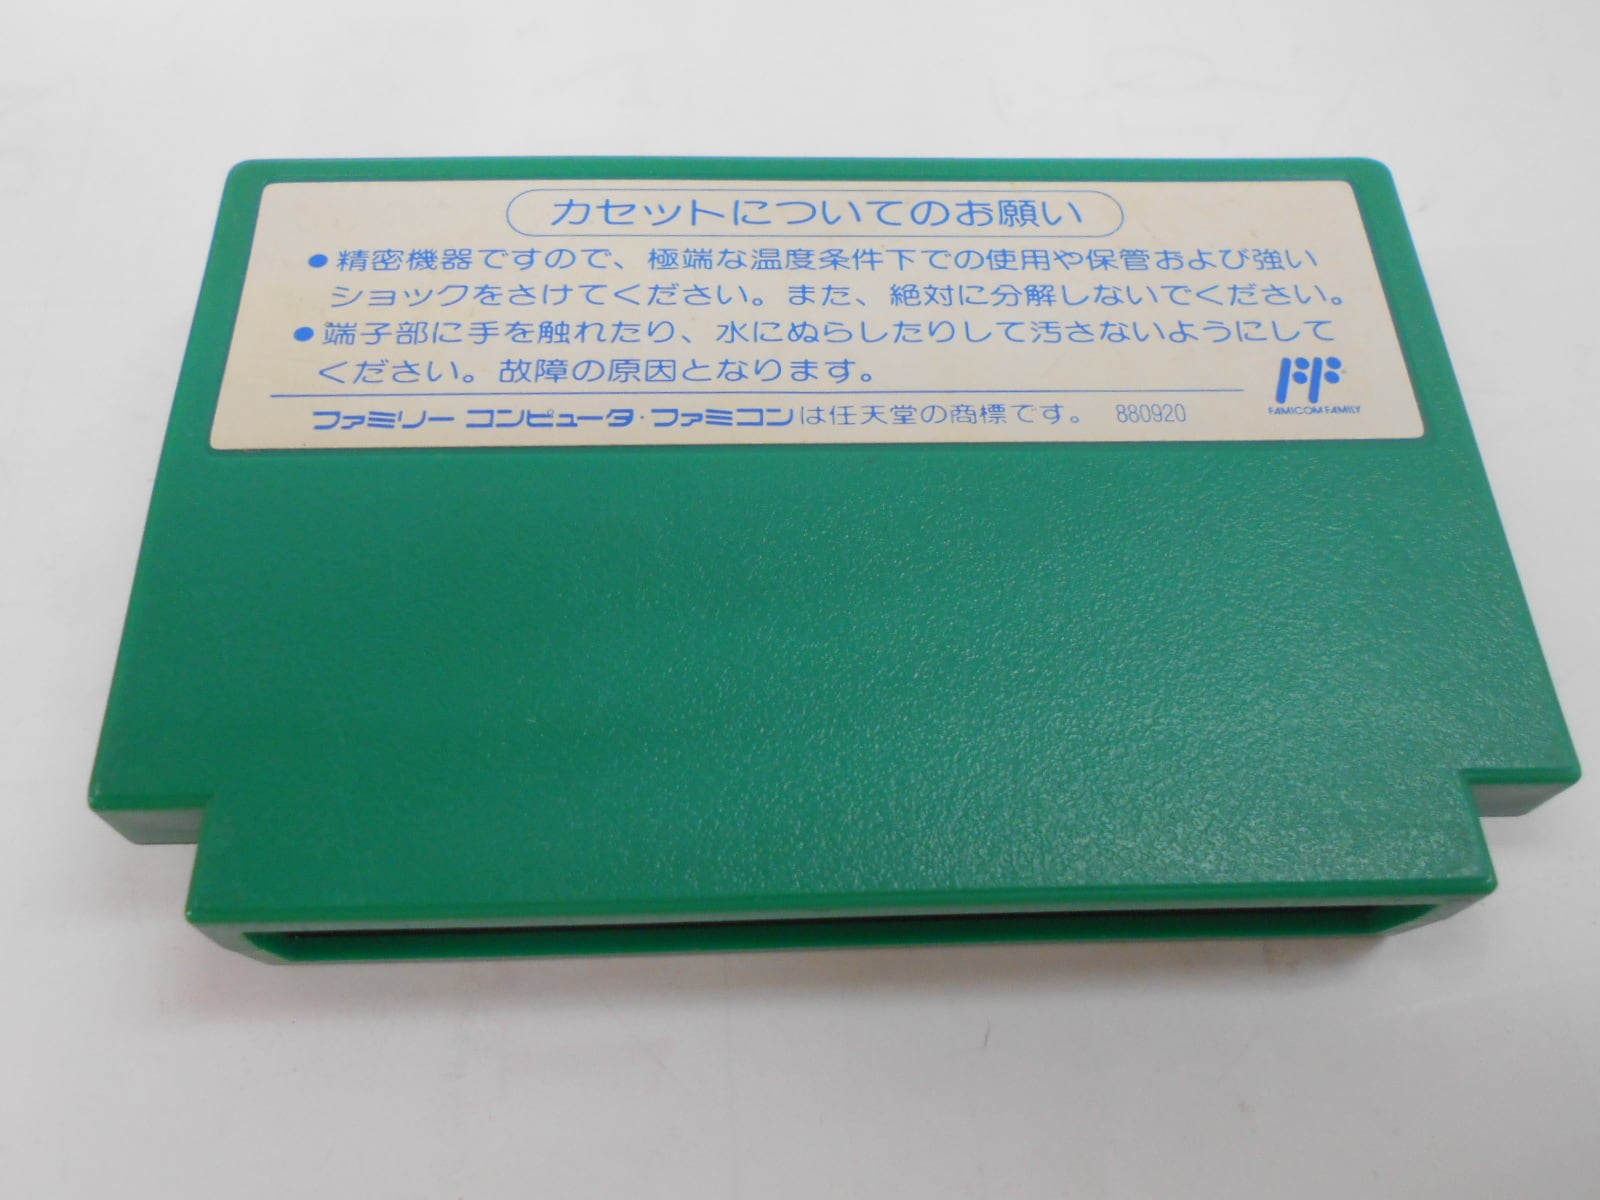 カセットについてのお願い
●精密機器ですので、極端な温度条件下での使用や保管および強い
ショックをさけてください。また、絶対に分解しないでください。
●端子部に手を触れたり、水にぬらしたりして汚さないようにして
ください。故障の原因となります。
ファミリー コンピュータ・ファミコンは任天堂の商標です。 880920
FF
FAMICOM FAMILY